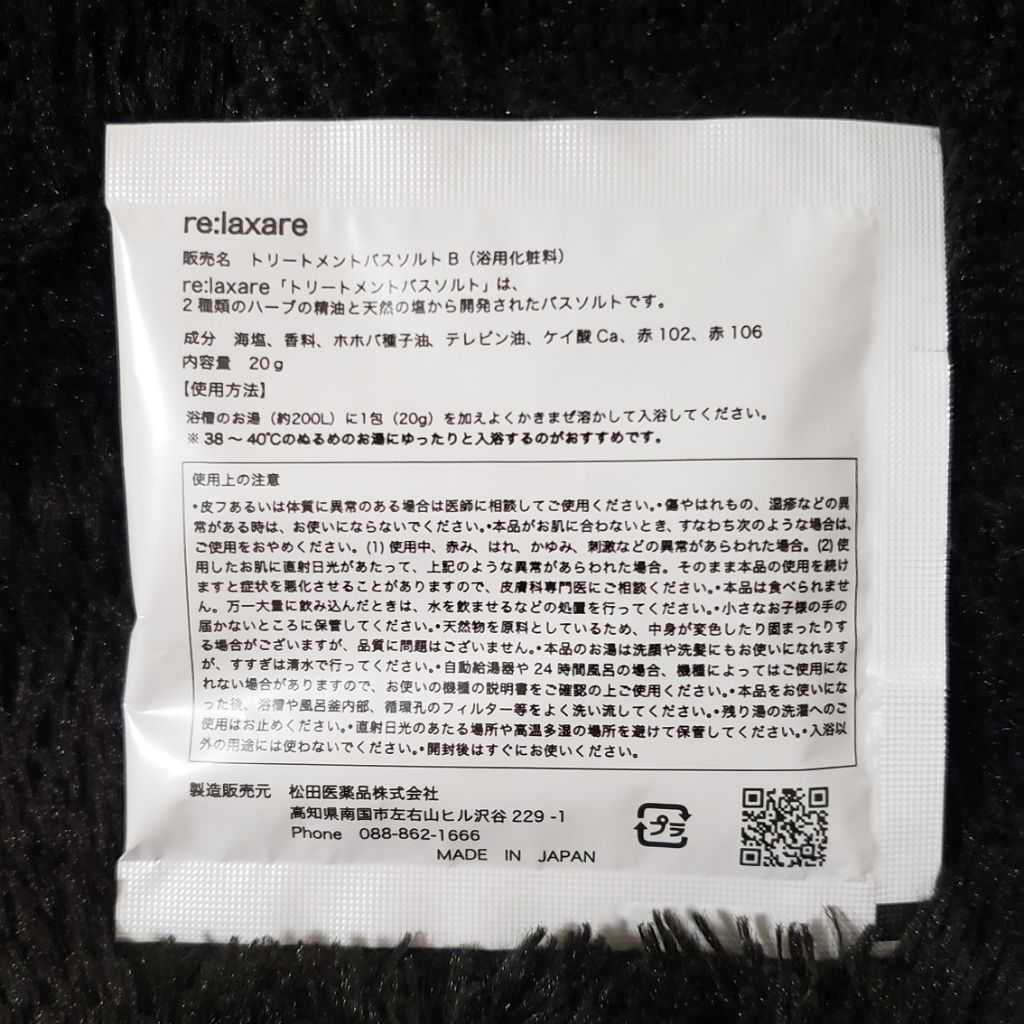 re:laxare
販売名 トリートメントバスソルト B（浴用化粧料）
re:laxare「トリートメントバスソルト」は、
2 種類のハーブの精油と天然の塩から開発されたバスソルトです。
成分 海塩、香料、ホホバ種子油、テレビン油、ケイ酸 Ca、赤 102、赤 106
内容量 20g
【使用方法】
浴槽のお湯（約200L）に1包（20g）を加えよくかきまぜ溶かして入浴してください。
※ 38 ～ 40℃のぬるめのお湯にゆったりと入浴するのがおすすめです。
使用上の注意
・皮フあるいは体質に異常のある場合は医師に相談してご使用ください。・傷やはれもの、湿疹などの異
常がある時は、お使いにならないでください。・本品がお肌に合わないとき、すなわち次のような場合は、
ご使用をおやめください。(1) 使用中、赤み、はれ、かゆみ、刺激などの異常があらわれた場合。(2) 使
用したお肌に直射日光があたって、上記のような異常があらわれた場合。そのまま本品の使用を続け
ますと症状を悪化させることがありますので、皮膚科専門医にご相談ください。・本品は食べられませ
ん。万一大量に飲み込んだときは、水を飲ませるなどの処置を行ってください。・小さなお子様の手の
届かないところに保管してください。・天然物を原料としているため、中身が変色したり固まったりす
る場合がございますが、品質に問題はございません。・本品のお湯は洗顔や洗髪にもお使いになれます
が、すすぎは清水で行ってください。・自動給湯器や 24 時間風呂の場合、機種によってはご使用にな
れない場合がありますので、お使いの機種の説明書をご確認の上ご使用ください。・本品をお使いにな
った後、浴槽や風呂釜内部、循環孔のフィルター等をよく洗い流してください。・残り湯の洗濯へのご
使用はお止めください。・直射日光のあたる場所や高温多湿の場所を避けて保管してください。・入浴以
外の用途には使わないでください。・開封後はすぐにお使いください。
製造販売元 松田医薬品株式会社
高知県南国市左右山ヒル沢谷 229 -1
Phone 088-862-1666
プラ
MADE IN JAPAN